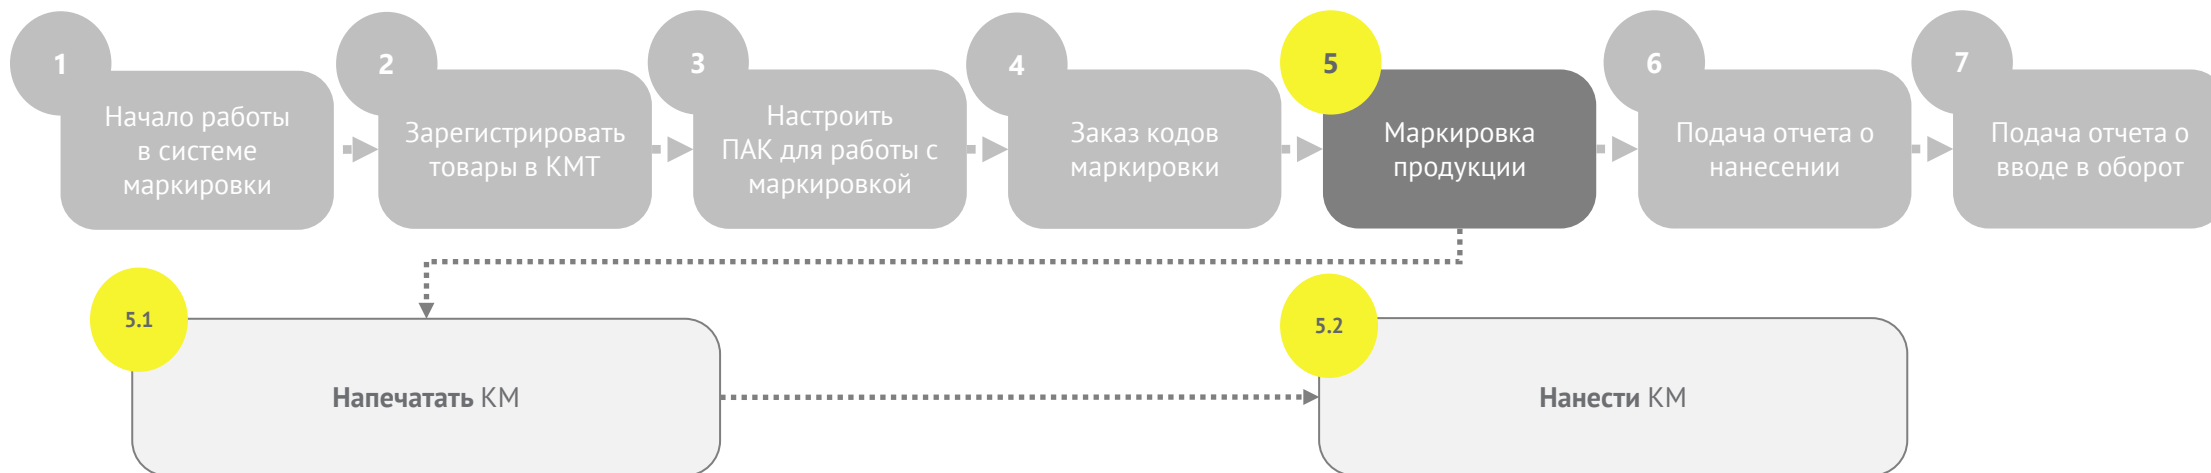 1
Начало работы
в системе
маркировки
2
Зарегистрировать
товары в КМТ
3
Настроить
ПАК для работы с
маркировкой
4
Заказ кодов
маркировки
5
Маркировка
продукции
6
Подача отчета о
нанесении
7
Подача отчета о
вводе в оборот
5.1
Напечатать КМ
5.2
Нанести КМ